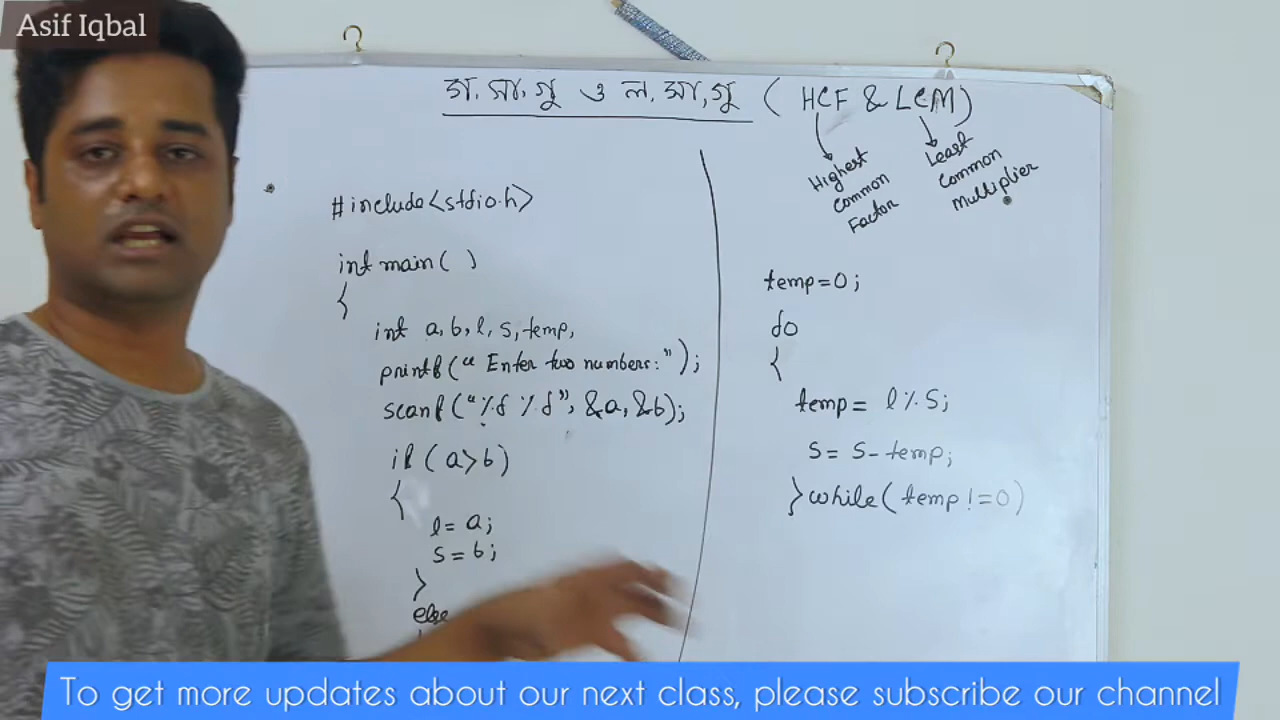 Asif Iqbal
গ. সা. গু ও ল. সা. গু ( HCF & LCM)
Highest
Common
Factor
Least
Common
Multiplier
#include<stdio.h>
int main( )
{
int a, b, l, s, temp,
printf(“ Enter two numbers:”);
scanf(“%d %d”, &a, &b);
if ( a>b)
{
l= a;
s = b;
}
else
temp=0;
do
{
temp= l%s;
s= s-temp;
}while(temp!=0)
To get more updates about our next class, please subscribe our channel